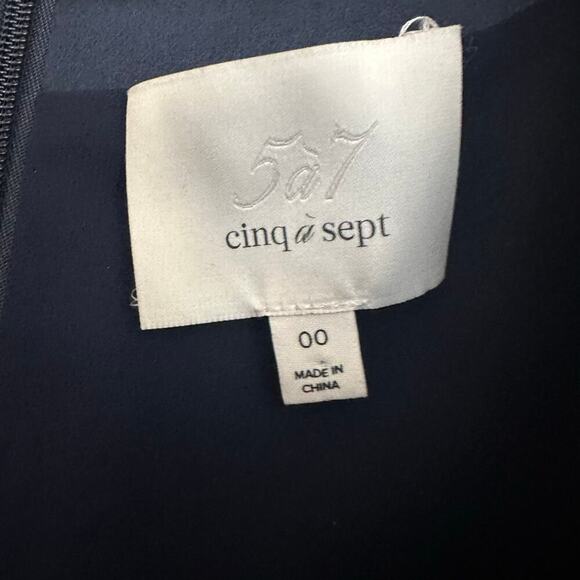 5à7
cinq à sept
00
MADE IN
CHINA